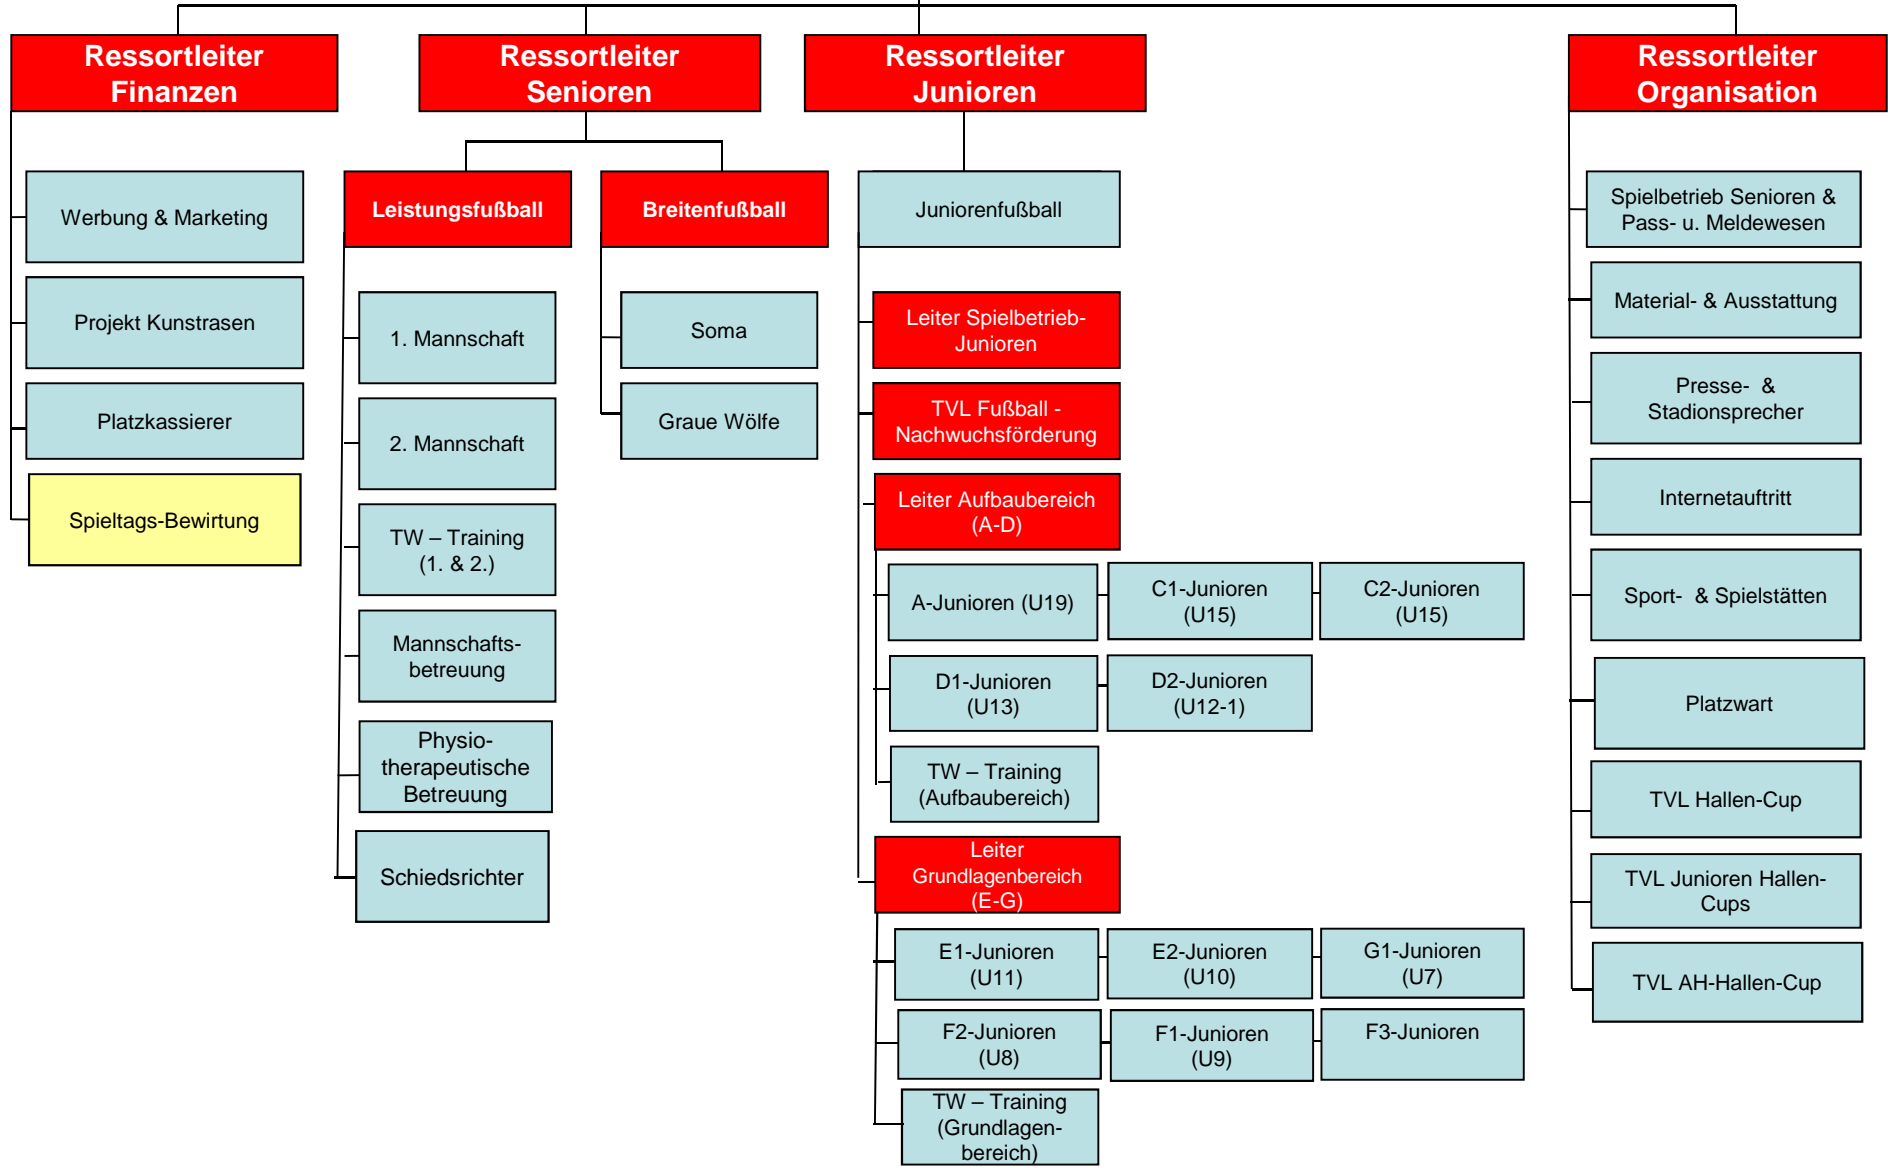 Ressortleiter
Finanzen
Werbung & Marketing
Projekt Kunstrasen
Platzkassierer
Spieltags-Bewirtung
Ressortleiter
Senioren
Leistungsfußball
1. Mannschaft
2. Mannschaft
TW – Training
(1. & 2.)
Mannschafts-
betreuung
Physio-
therapeutische
Betreuung
Schiedsrichter
Breitenfußball
Soma
Graue Wölfe
Ressortleiter
Junioren
Juniorenfußball
Leiter Spielbetrieb-
Junioren
TVL Fußball -
Nachwuchsförderung
Leiter Aufbaubereich
(A-D)
A-Junioren (U19)
C1-Junioren
(U15)
C2-Junioren
(U15)
D1-Junioren
(U13)
D2-Junioren
(U12-1)
TW – Training
(Aufbaubereich)
Leiter
Grundlagenbereich
(E-G)
E1-Junioren
(U11)
E2-Junioren
(U10)
G1-Junioren
(U7)
F2-Junioren
(U8)
F1-Junioren
(U9)
F3-Junioren
TW – Training
(Grundlagen-
bereich)
Ressortleiter
Organisation
Spielbetrieb Senioren &
Pass- u. Meldewesen
Material- & Ausstattung
Presse- &
Stadionsprecher
Internetauftritt
Sport- & Spielstätten
Platzwart
TVL Hallen-Cup
TVL Junioren Hallen-
Cups
TVL AH-Hallen-Cup